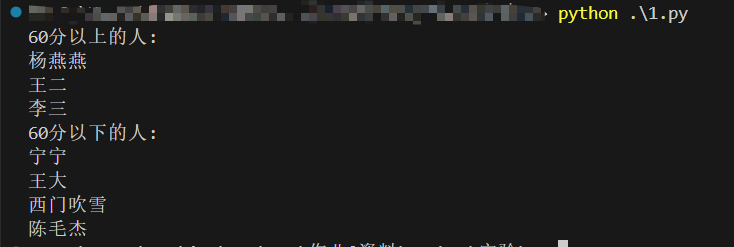 python .\1.py
60分以上的人:
杨燕燕
王二
李三
60分以下的人:
宁宁
王大
西门吹雪
陈毛杰